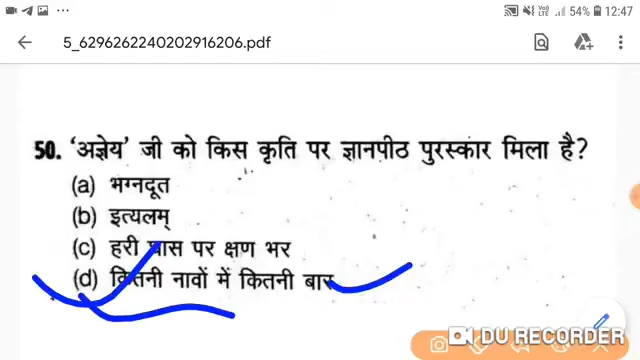 54% 12:47
5_6296262240202916206.pdf
50. 'अज्ञेय' जी को किस कृति पर ज्ञानपीठ पुरस्कार मिला है?
(a) भग्नदूत
(b) इत्यलम्
(c) हरी घास पर क्षण भर
(d) कितनी नावों में कितनी बार
DU RECORDER